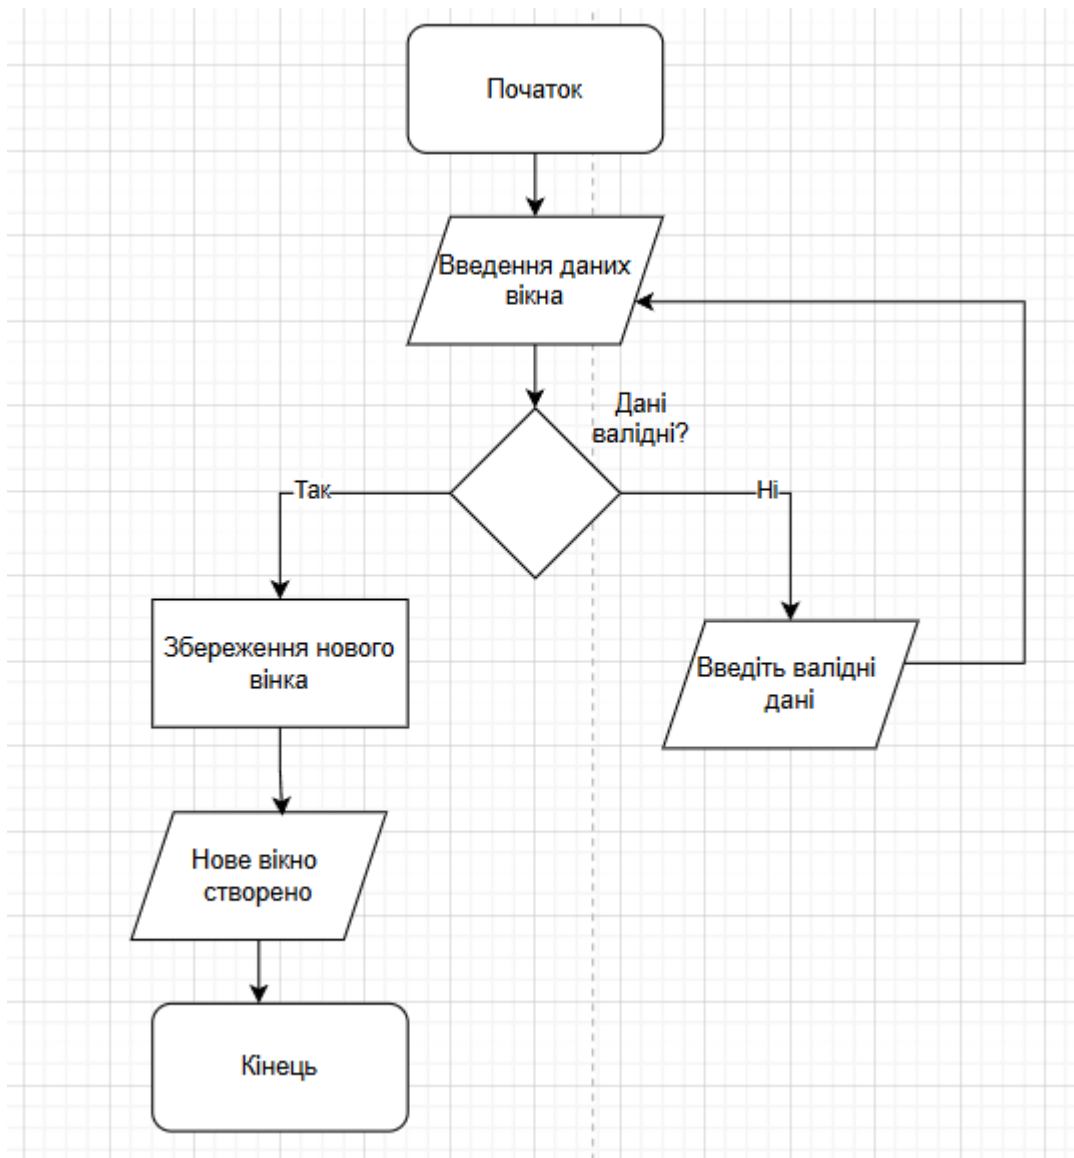 Початок
Введення даних
вікна
Дані
валідні?
Так
Ні
Збереження нового
вінка
Введіть валідні
дані
Нове вікно
створено
Кінець